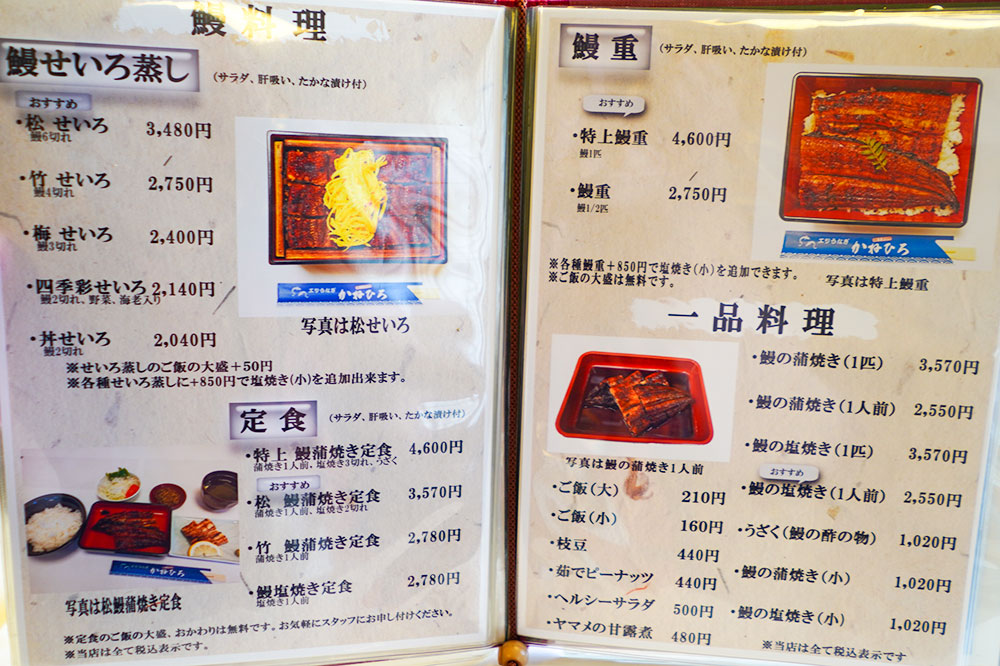 鰻料理
鰻せいろ蒸し
(サラダ、肝吸い、たかな漬け付)
おすすめ
・松 せいろ 3,480円
鰻6切れ
・竹 せいろ 2,750円
鰻4切れ
・梅 せいろ 2,400円
鰻3切れ
・四季彩せいろ 2,140円
鰻2切れ、野菜、海老入り
・丼せいろ 2,040円
鰻2切れ
かねひろ
写真は松せいろ
※せいろ蒸しのご飯の大盛+50円
※各種せいろ蒸しに+850円で塩焼き(小)を追加出来ます。
定食
(サラダ、肝吸い、たかな漬け付)
・特上 鰻蒲焼き定食 4,600円
蒲焼き1人前、塩焼き3切れ、うざく
おすすめ
・松 鰻蒲焼き定食 3,570円
蒲焼き1人前、塩焼き2切れ
・竹 鰻蒲焼き定食 2,780円
蒲焼き1人前
・鰻塩焼き定食 2,780円
塩焼き1人前
かねひろ
写真は松鰻蒲焼き定食
※定食のご飯の大盛、おかわりは無料です。お気軽にスタッフにお申し付けください。
※当店は全て税込表示です。
鰻重
(サラダ、肝吸い、たかな漬け付)
おすすめ
・特上鰻重 4,600円
鰻1匹
・鰻重 2,750円
鰻1/2匹
かねひろ
※各種鰻重+850円で塩焼き(小)を追加できます。
※ご飯の大盛は無料です。
写真は特上鰻重
一品料理
写真は鰻の蒲焼き1人前
・ご飯(大) 210円
・ご飯(小) 160円
・枝豆 440円
・茹でピーナッツ 440円
・ヘルシーサラダ 500円
・ヤマメの甘露煮 480円
・鰻の蒲焼き(1匹) 3,570円
・鰻の蒲焼き(1人前) 2,550円
・鰻の塩焼き(1匹) 3,570円
おすすめ
・鰻の塩焼き(1人前) 2,550円
・うざく(鰻の酢の物) 1,020円
・鰻の蒲焼き(小) 1,020円
・鰻の塩焼き(小) 1,020円
※当店は全て税込表示です